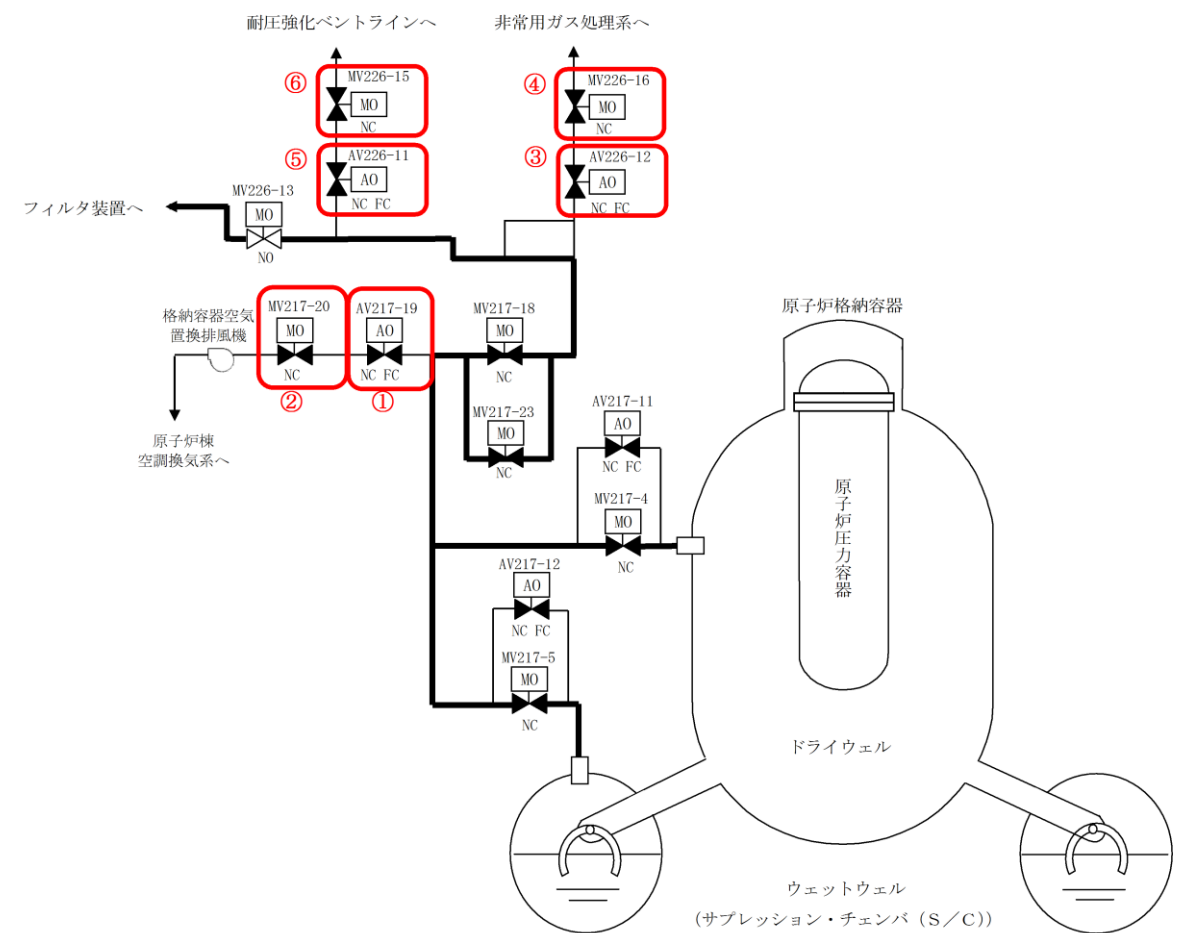 耐圧強化ベントラインへ
非常用ガス処理系へ
⑥
MV226-15
MO
NC
④
MV226-16
MO
NC
⑤
AV226-11
AO
NC FC
③
AV226-12
AO
NC FC
MV226-13
MO
NO
フィルタ装置へ
格納容器空気
置換排風機
MV217-20
MO
NC
②
AV217-19
AO
NC FC
①
MV217-18
MO
NC
MV217-23
MO
NC
原子炉棟
空調換気系へ
AV217-11
AO
NC FC
MV217-4
MO
NC
AV217-12
AO
NC FC
MV217-5
MO
NC
原子炉格納容器
原子炉圧力容器
ドライウェル
ウェットウェル
(サプレッション・チェンバ(S/C))